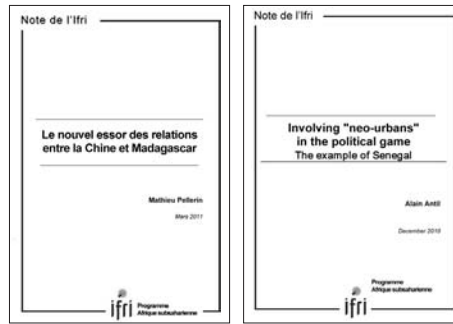 Note de l'Ifri
Le nouvel essor des relations
entre la Chine et Madagascar
Mathieu Pellerin
Mars 2011
ifri
Programme
Afrique subsaharienne
Note de l'Ifri
Involving "neo-urbans"
in the political game
The example of Senegal
Alain Antil
December 2010
Programme
Afrique subsaharienne
ifri